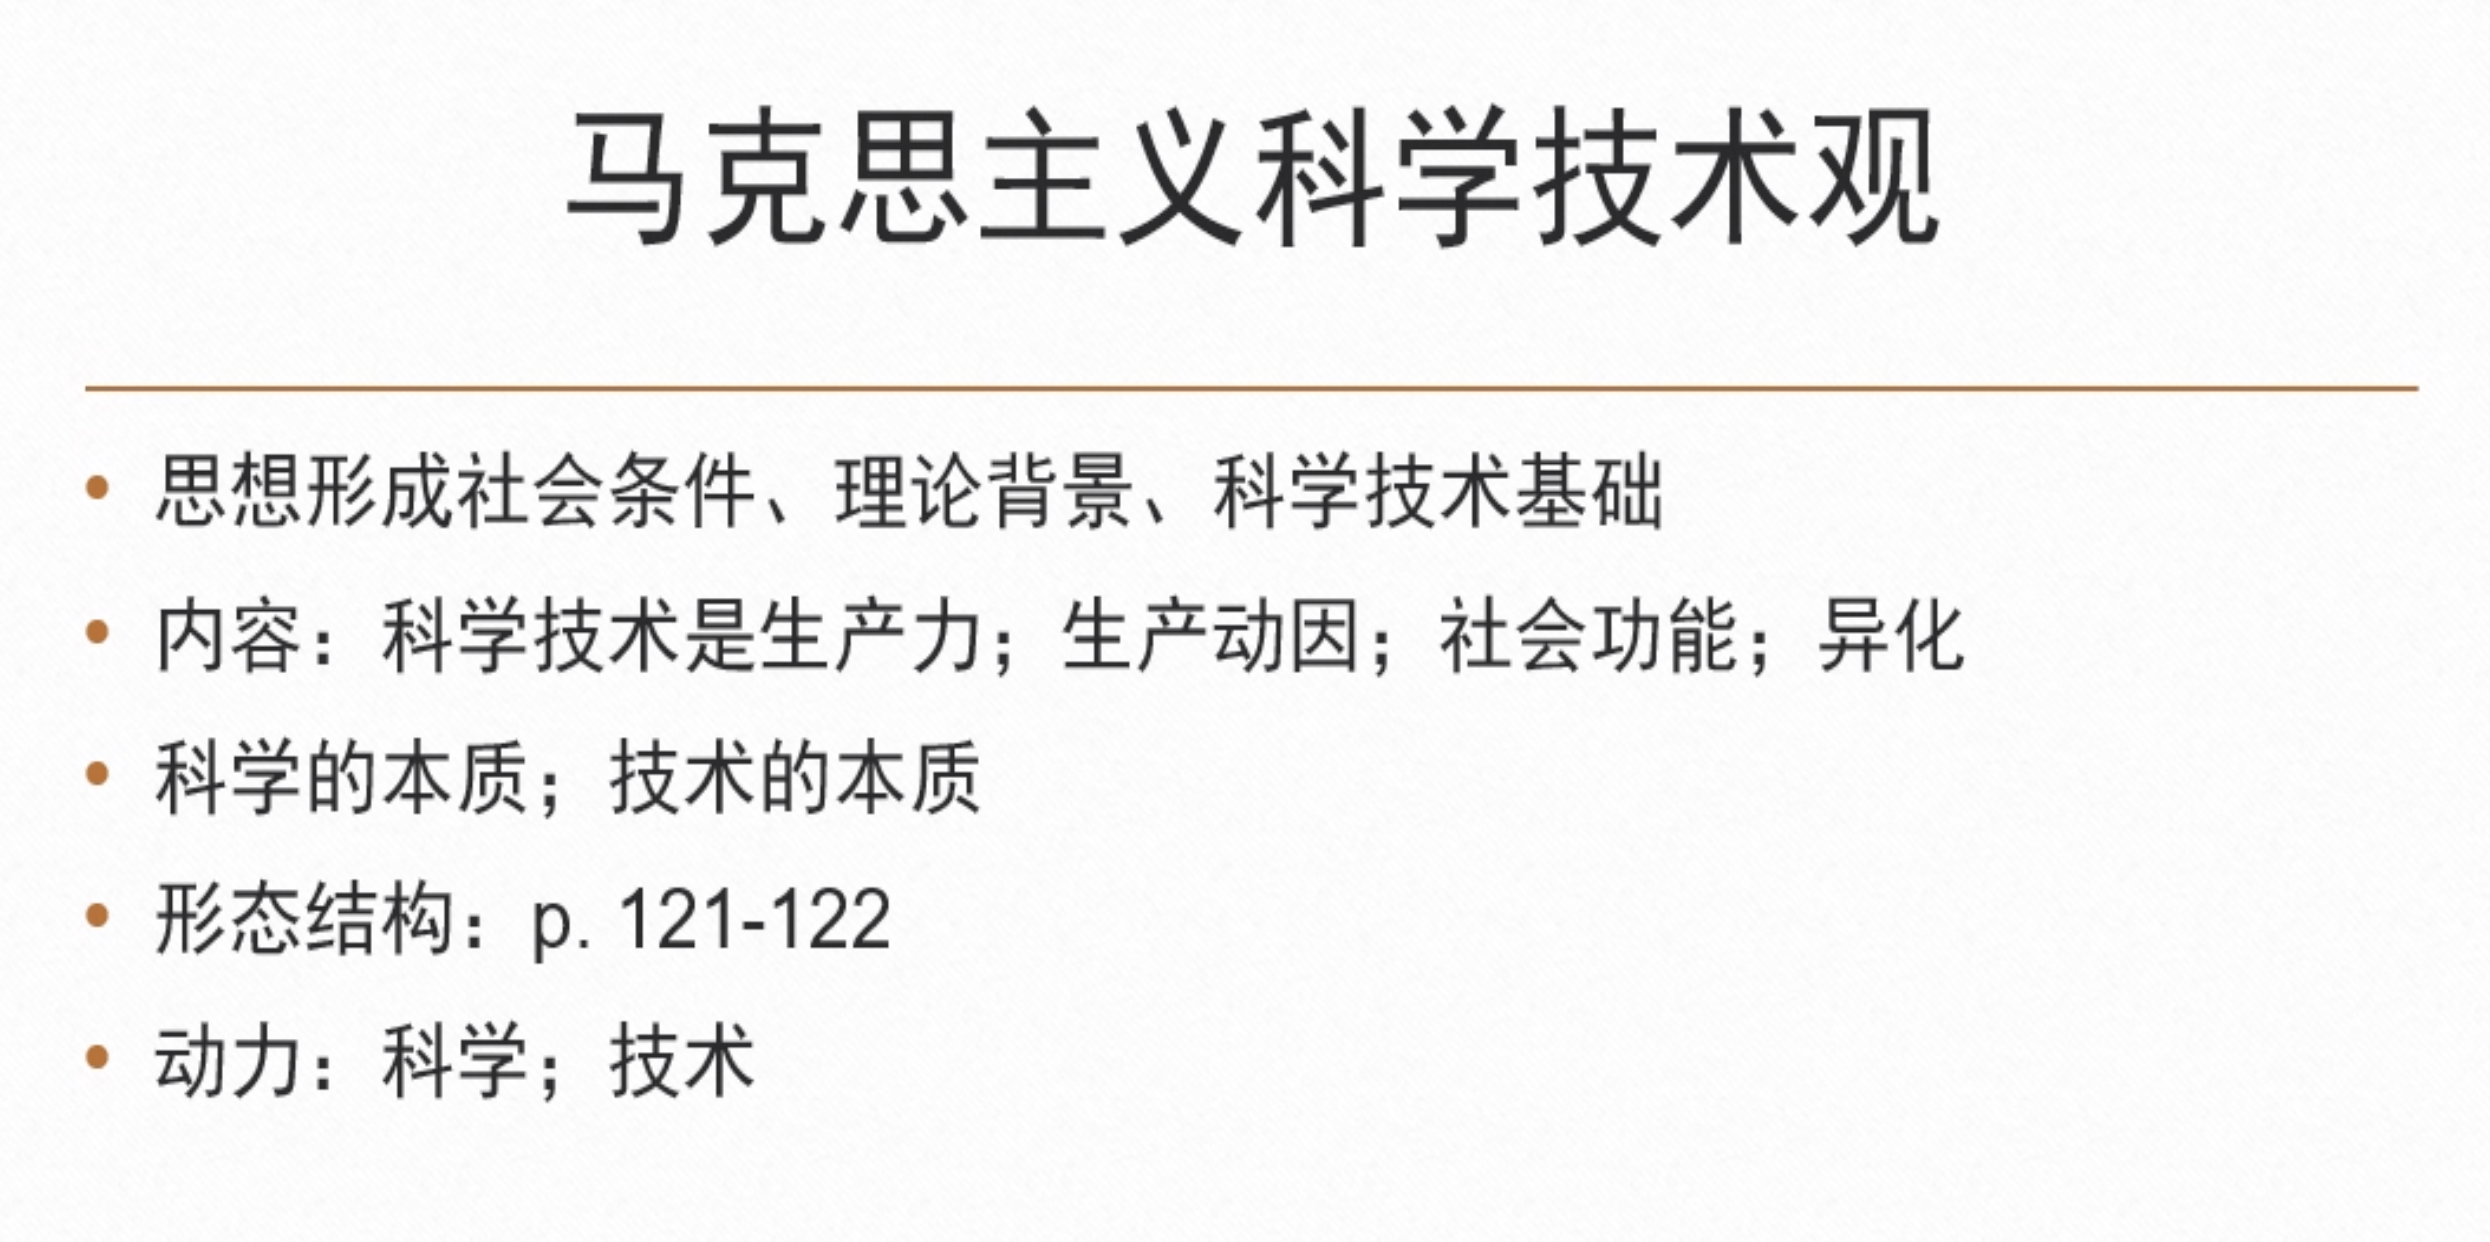 马克思主义科学技术观
• 思想形成社会条件、理论背景、科学技术基础
• 内容：科学技术是生产力；生产动因；社会功能；异化
• 科学的本质；技术的本质
• 形态结构：p. 121-122
• 动力：科学；技术